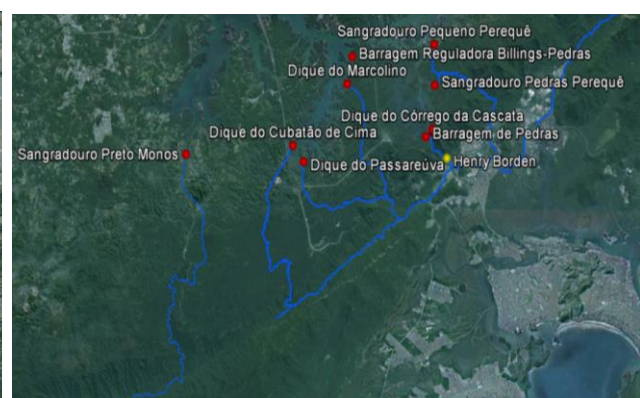 Sangradouro Pequeno Perequê
Barragem Reguladora Billings-Pedras
Dique do Marcolino
Sangradouro Pedras Perequê
Dique do Córrego da Cascata
Dique do Cubatão de Cima
Barragem de Pedras
Sangradouro Preto Monos
Dique do Passareúva
Henry Borden